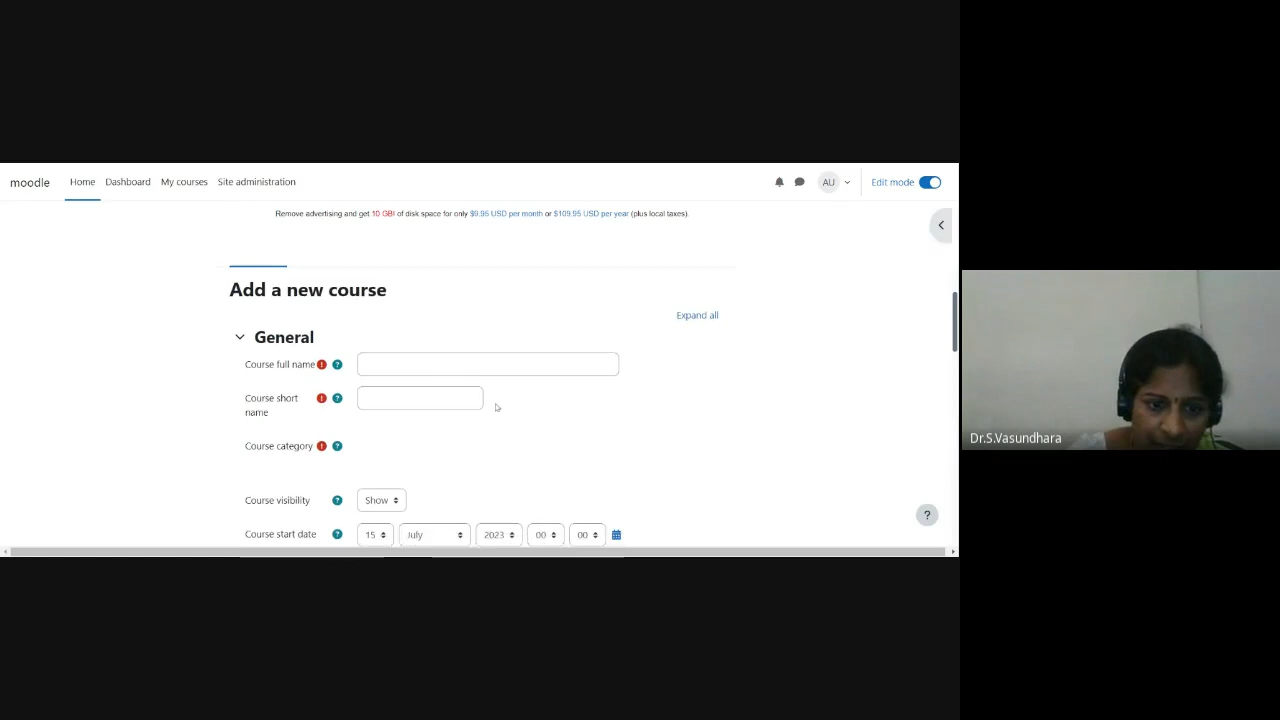 moodle Home Dashboard My courses Site administration AU Edit mode
Remove advertising and get 10 GB! of disk space for only $9.95 USD per month or $109.95 USD per year (plus local taxes).
Add a new course
Expand all
General
Course full name ! ?
Course short name ! ?
Course category ! ?
Course visibility ? Show
Course start date ? 15 July 2023 00 00
?
Dr.S.Vasundhara